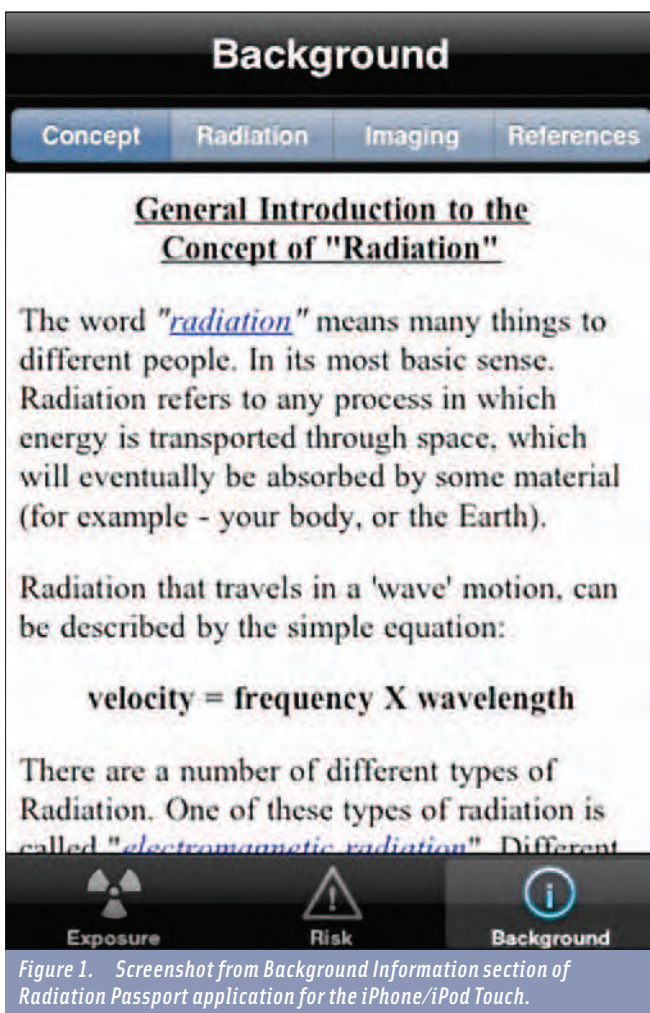 Background
Concept Radiation Imaging References
General Introduction to the
Concept of "Radiation"
The word "radiation" means many things to
different people. In its most basic sense.
Radiation refers to any process in which
energy is transported through space, which
will eventually be absorbed by some material
(for example - your body, or the Earth).
Radiation that travels in a 'wave' motion, can
be described by the simple equation:
velocity = frequency X wavelength
There are a number of different types of
Radiation. One of these types of radiation is
called "electromagnetic radiation". Different
Exposure Risk Background
Figure 1. Screenshot from Background Information section of
Radiation Passport application for the iPhone/iPod Touch.